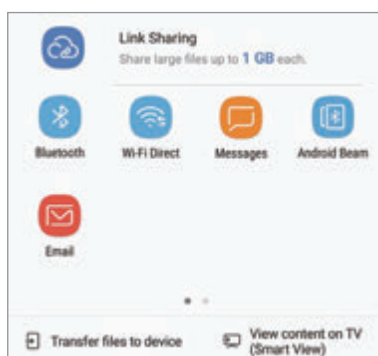 Link Sharing
Share large files up to 1 GB each.
Bluetooth
Wi-Fi Direct
Messages
Android Beam
Email
Transfer files to device
View content on TV
(Smart View)